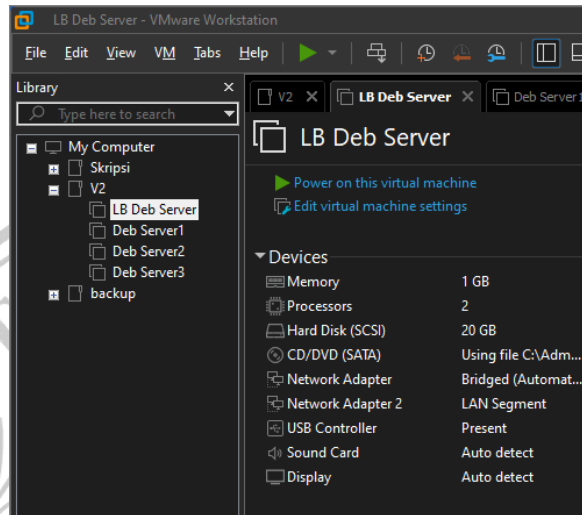 LB Deb Server - VMware Workstation
File Edit View VM Tabs Help
Library
Type here to search
My Computer
Skripsi
V2
LB Deb Server
Deb Server1
Deb Server2
Deb Server3
backup
V2 LB Deb Server Deb Server1
LB Deb Server
Power on this virtual machine
Edit virtual machine settings
Devices
Memory 1 GB
Processors 2
Hard Disk (SCSI) 20 GB
CD/DVD (SATA) Using file C:\Adm...
Network Adapter Bridged (Automat...
Network Adapter 2 LAN Segment
USB Controller Present
Sound Card Auto detect
Display Auto detect